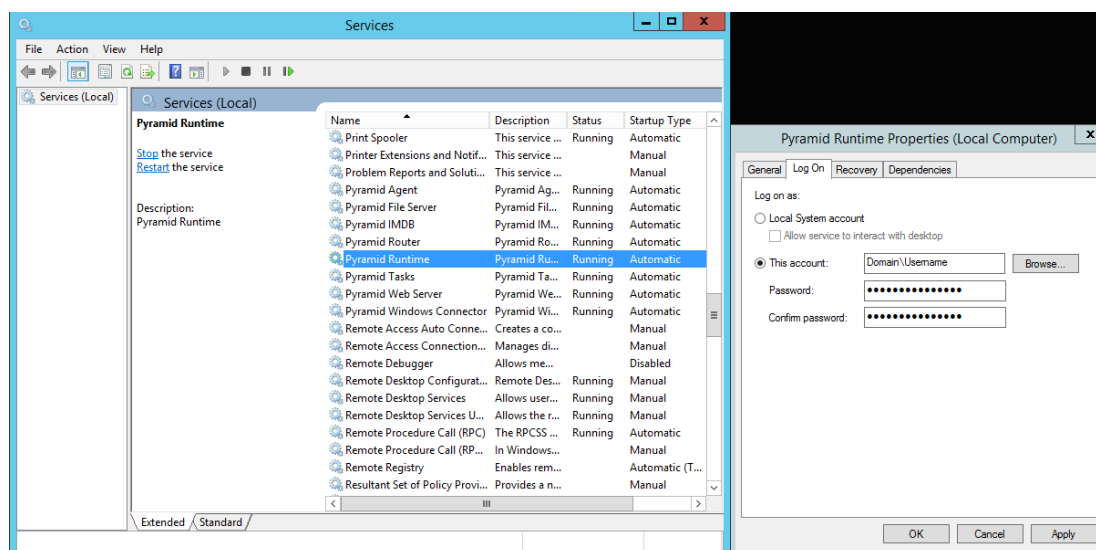 Services
File Action View Help
Services (Local)
Services (Local)
Pyramid Runtime
Stop the service
Restart the service
Description:
Pyramid Runtime
Name Description Status Startup Type
Print Spooler This service ... Running Automatic
Printer Extensions and Notif... This service ... Manual
Problem Reports and Soluti... This service ... Manual
Pyramid Agent Pyramid Ag... Running Automatic
Pyramid File Server Pyramid Fil... Running Automatic
Pyramid IMDB Pyramid IM... Running Automatic
Pyramid Router Pyramid Ro... Running Automatic
Pyramid Runtime Pyramid Ru... Running Automatic
Pyramid Tasks Pyramid Ta... Running Automatic
Pyramid Web Server Pyramid We... Running Automatic
Pyramid Windows Connector Pyramid Wi... Running Automatic
Remote Access Auto Conne... Creates a co... Manual
Remote Access Connection... Manages di... Manual
Remote Debugger Allows me... Disabled
Remote Desktop Configurat... Remote Des... Running Manual
Remote Desktop Services Allows user... Running Manual
Remote Desktop Services U... Allows the r... Running Manual
Remote Procedure Call (RPC) The RPCSS ... Running Automatic
Remote Procedure Call (RP... In Windows... Manual
Remote Registry Enables rem... Automatic (T...
Resultant Set of Policy Provi... Provides a n... Manual
Extended Standard
Pyramid Runtime Properties (Local Computer)
General Log On Recovery Dependencies
Log on as:
Local System account
Allow service to interact with desktop
This account: Domain\Username Browse...
Password: ●●●●●●●●●●●●●●●
Confirm password: ●●●●●●●●●●●●●●●
OK Cancel Apply